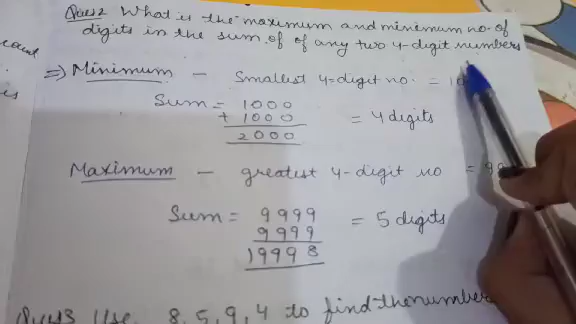 Ques2 What is the maximum and minimum no. of
digits in the sum of of any two 4-digit numbers
=> Minimum - Smallest 4-digit no. = 10
Sum = 1000
+ 1000 = 4 digits
2000
Maximum - greatest 4-digit no = 99
Sum = 9999
9999 = 5 digits
19998
Ques3 Use 8, 5, 9, 4 to find the number